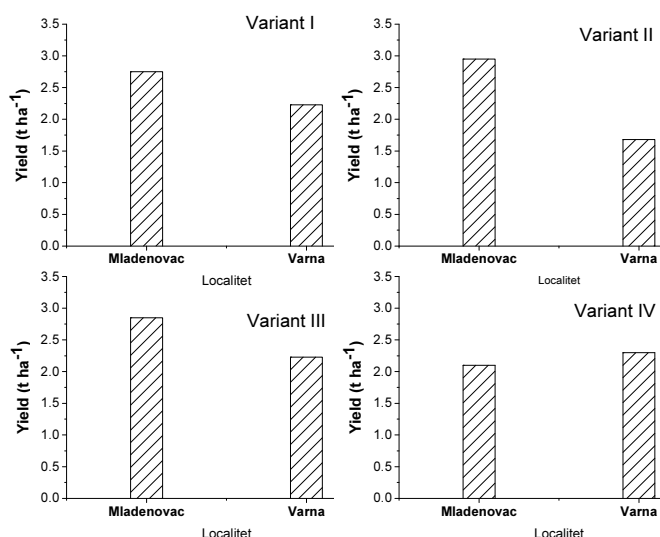 Variant I
3.5
3.0
2.5
2.0
1.5
1.0
0.5
0.0
Yield (t ha⁻¹)
Mladenovac Varna
Localitet
Variant II
3.5
3.0
2.5
2.0
1.5
1.0
0.5
0.0
Yield (t ha⁻¹)
Mladenovac Varna
Localitet
Variant III
3.5
3.0
2.5
2.0
1.5
1.0
0.5
0.0
Yield (t ha⁻¹)
Mladenovac Varna
Localitet
Variant IV
3.5
3.0
2.5
2.0
1.5
1.0
0.5
0.0
Yield (t ha⁻¹)
Mladenovac Varna
Localitet